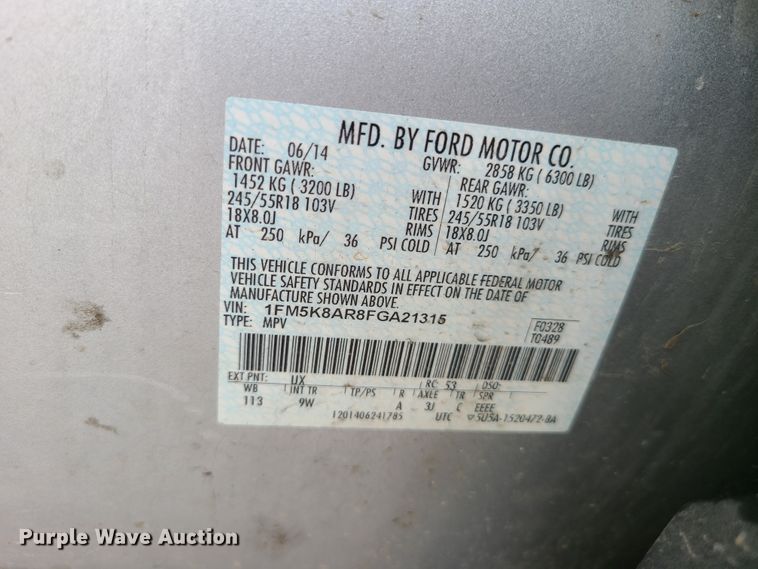 MFD. BY FORD MOTOR CO.
DATE: 06/14 GVWR: 2858 KG ( 6300 LB)
FRONT GAWR: REAR GAWR:
1452 KG ( 3200 LB) WITH 1520 KG ( 3350 LB) WITH
245/55R18 103V TIRES 245/55R18 103V TIRES
18X8.0J RIMS 18X8.0J RIMS
AT 250 kPa/ 36 PSI COLD AT 250 kPa/ 36 PSI COLD
THIS VEHICLE CONFORMS TO ALL APPLICABLE FEDERAL MOTOR
VEHICLE SAFETY STANDARDS IN EFFECT ON THE DATE OF
MANUFACTURE SHOWN ABOVE.
VIN: 1FM5K8AR8FGA21315 F0328
TYPE: MPV T0489
EXT PNT: UX RC: 53 DSO:
WB INT TR TP/PS R AXLE TR SPR
113 9W A 3J C EEEE
1201406241785 UTC ▽5U5A-1520472-BA
Purple Wave Auction